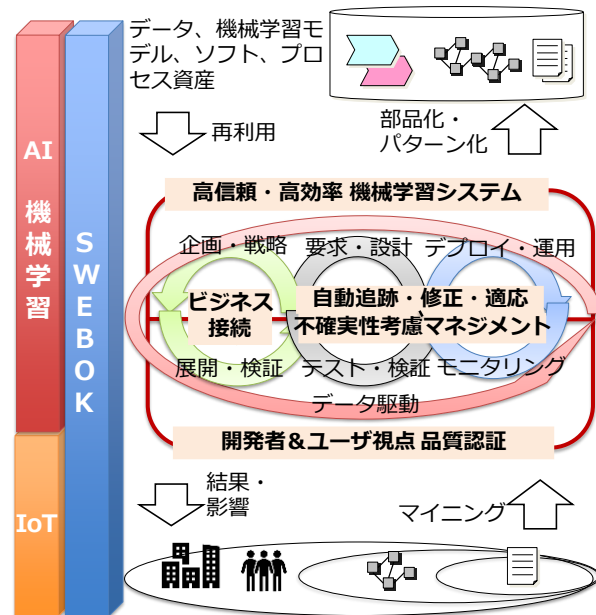 データ、機械学習モ
デル、ソフト、プロ
セス資産
再利用
部品化・
パターン化
AI
機械学習
IoT
SWEBOK
高信頼・高効率 機械学習システム
企画・戦略
要求・設計
デプロイ・運用
ビジネス
接続
自動追跡・修正・適応
不確実性考慮マネジメント
展開・検証
テスト・検証
モニタリング
データ駆動
開発者&ユーザ視点 品質認証
結果・
影響
マイニング